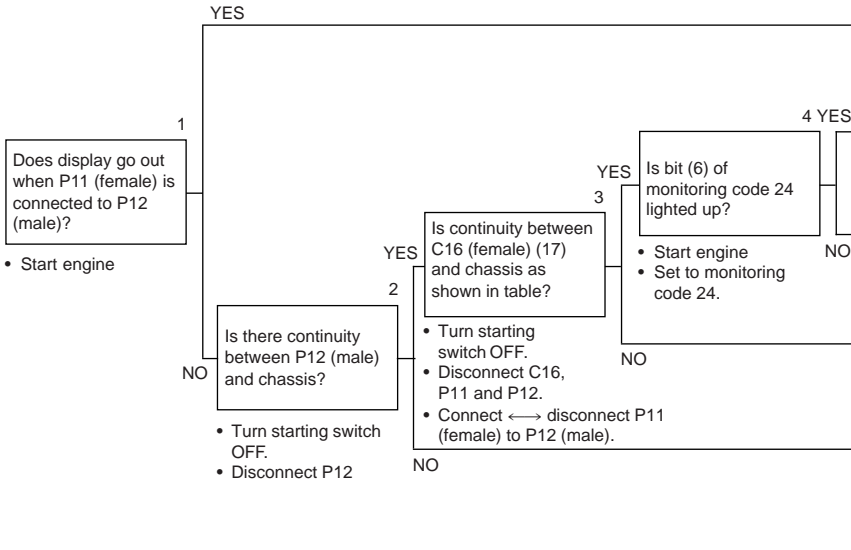 YES
1
Does display go out
when P11 (female) is
connected to P12
(male)?
• Start engine
NO
2
Is there continuity
between P12 (male)
and chassis?
• Turn starting switch
OFF.
• Disconnect P12
YES
3
Is continuity between
C16 (female) (17)
and chassis as
shown in table?
• Turn starting
switch OFF.
• Disconnect C16,
P11 and P12.
• Connect ←→ disconnect P11
(female) to P12 (male).
NO
YES
4 YES
Is bit (6) of
monitoring code 24
lighted up?
• Start engine
• Set to monitoring
code 24.
NO
NO